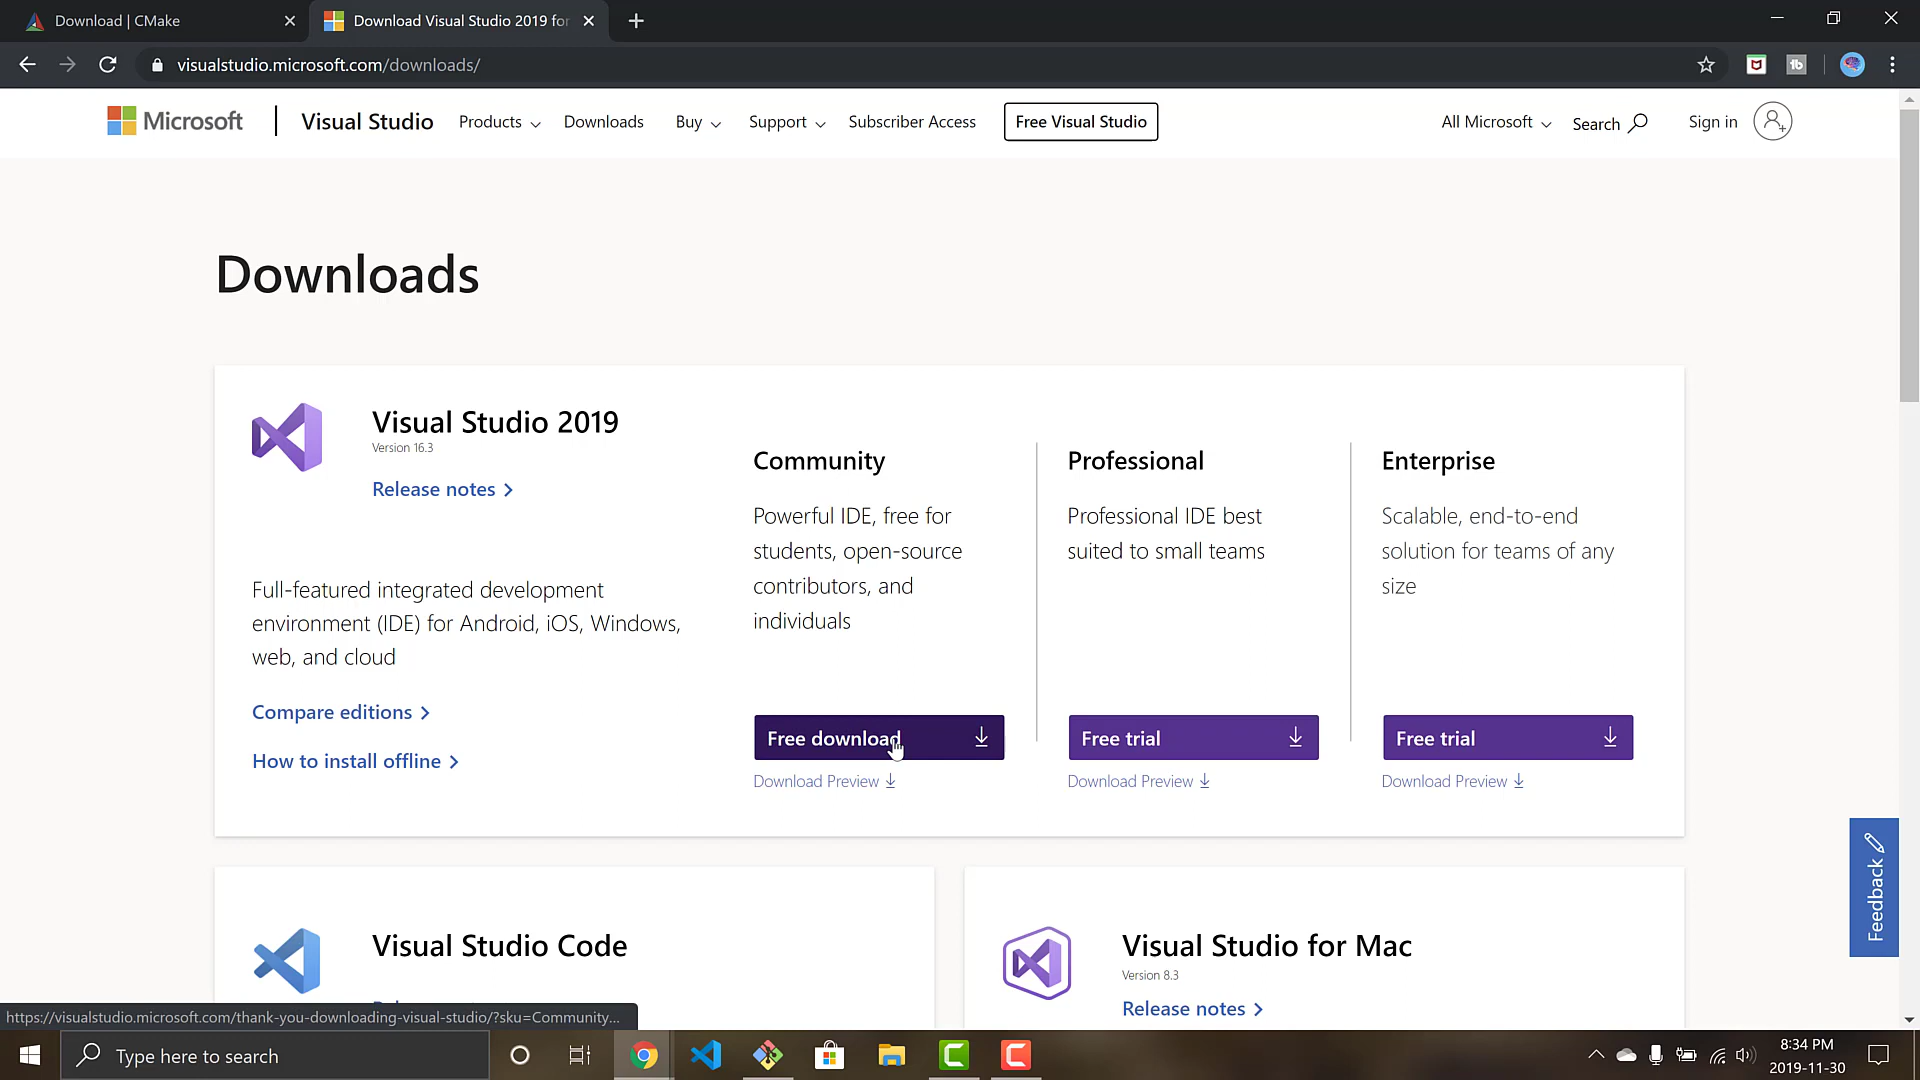 Download | CMake
Download Visual Studio 2019 for
visualstudio.microsoft.com/downloads/
Microsoft
Visual Studio
Products
Downloads
Buy
Support
Subscriber Access
Free Visual Studio
All Microsoft
Search
Sign in
Downloads
Visual Studio 2019
Version 16.3
Release notes
Full-featured integrated development
environment (IDE) for Android, iOS, Windows,
web, and cloud
Compare editions
How to install offline
Community
Powerful IDE, free for
students, open-source
contributors, and
individuals
Free download
Download Preview
Professional
Professional IDE best
suited to small teams
Free trial
Download Preview
Enterprise
Scalable, end-to-end
solution for teams of any
size
Free trial
Download Preview
Feedback
Visual Studio Code
Visual Studio for Mac
Version 8.3
Release notes
https://visualstudio.microsoft.com/thank-you-downloading-visual-studio/?sku=Community...
Type here to search
8:34 PM
2019-11-30